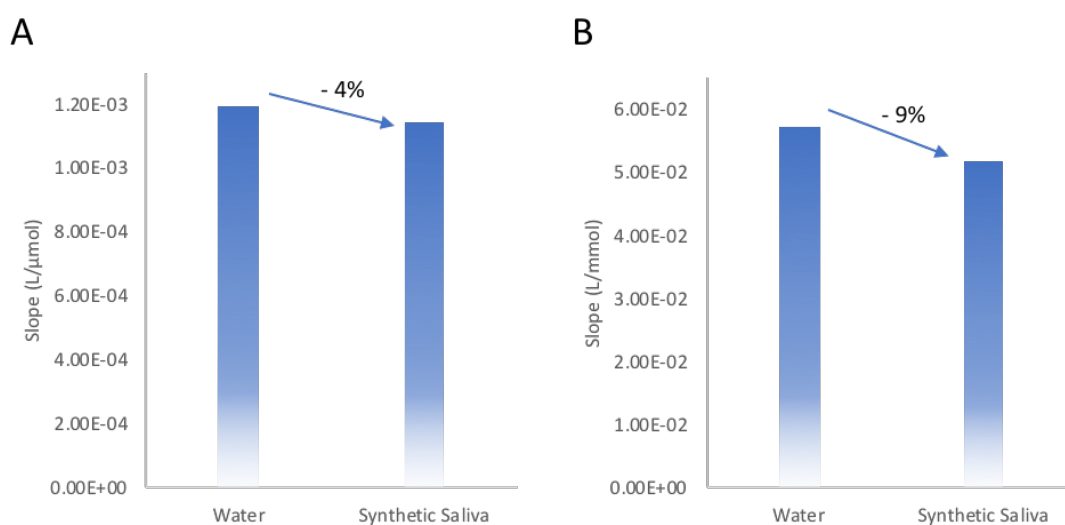 A
- 4%
1.20E-03
1.00E-03
8.00E-04
6.00E-04
4.00E-04
2.00E-04
0.00E+00
Slope (L/μmol)
Water
Synthetic Saliva
B
- 9%
6.00E-02
5.00E-02
4.00E-02
3.00E-02
2.00E-02
1.00E-02
0.00E+00
Slope (L/mmol)
Water
Synthetic Saliva